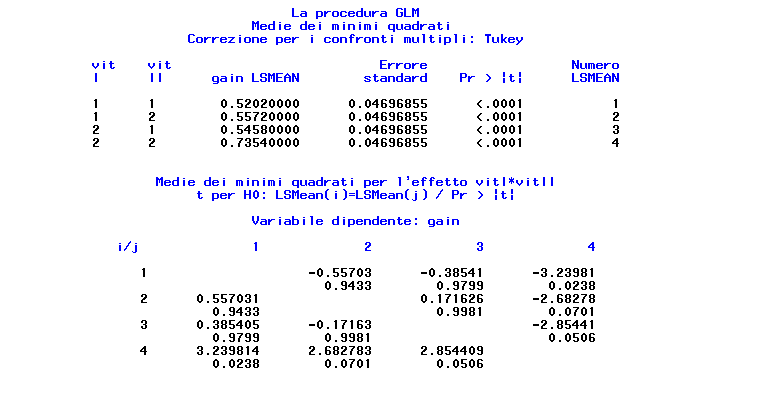 La procedura GLM
Medie dei minimi quadrati
Correzione per i confronti multipli: Tukey
vit vit Errore Numero
| || gain LSMEAN standard Pr > |t| LSMEAN
1 1 0.52020000 0.04696855 <.0001 1
1 2 0.55720000 0.04696855 <.0001 2
2 1 0.54580000 0.04696855 <.0001 3
2 2 0.73540000 0.04696855 <.0001 4
Medie dei minimi quadrati per l'effetto vit|*vit||
t per H0: LSMean(i)=LSMean(j) / Pr > |t|
Variabile dipendente: gain
i/j 1 2 3 4
1 -0.55703 -0.38541 -3.23981
0.9433 0.9799 0.0238
2 0.557031 0.171626 -2.68278
0.9433 0.9981 0.0701
3 0.385405 -0.17163 -2.85441
0.9799 0.9981 0.0506
4 3.239814 2.682783 2.854409
0.0238 0.0701 0.0506